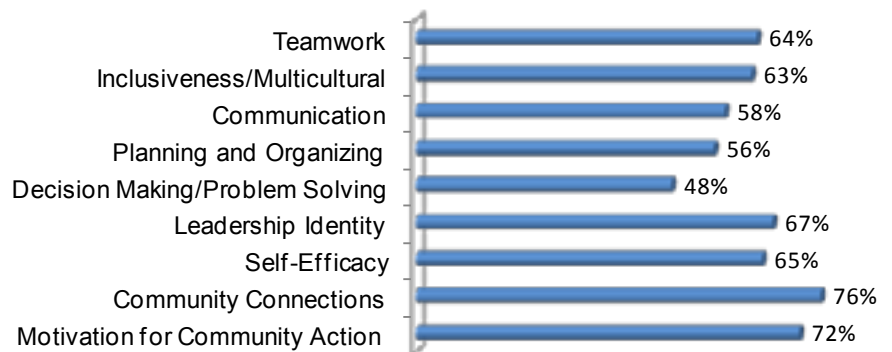 Teamwork 64%
Inclusiveness/Multicultural 63%
Communication 58%
Planning and Organizing 56%
Decision Making/Problem Solving 48%
Leadership Identity 67%
Self-Efficacy 65%
Community Connections 76%
Motivation for Community Action 72%